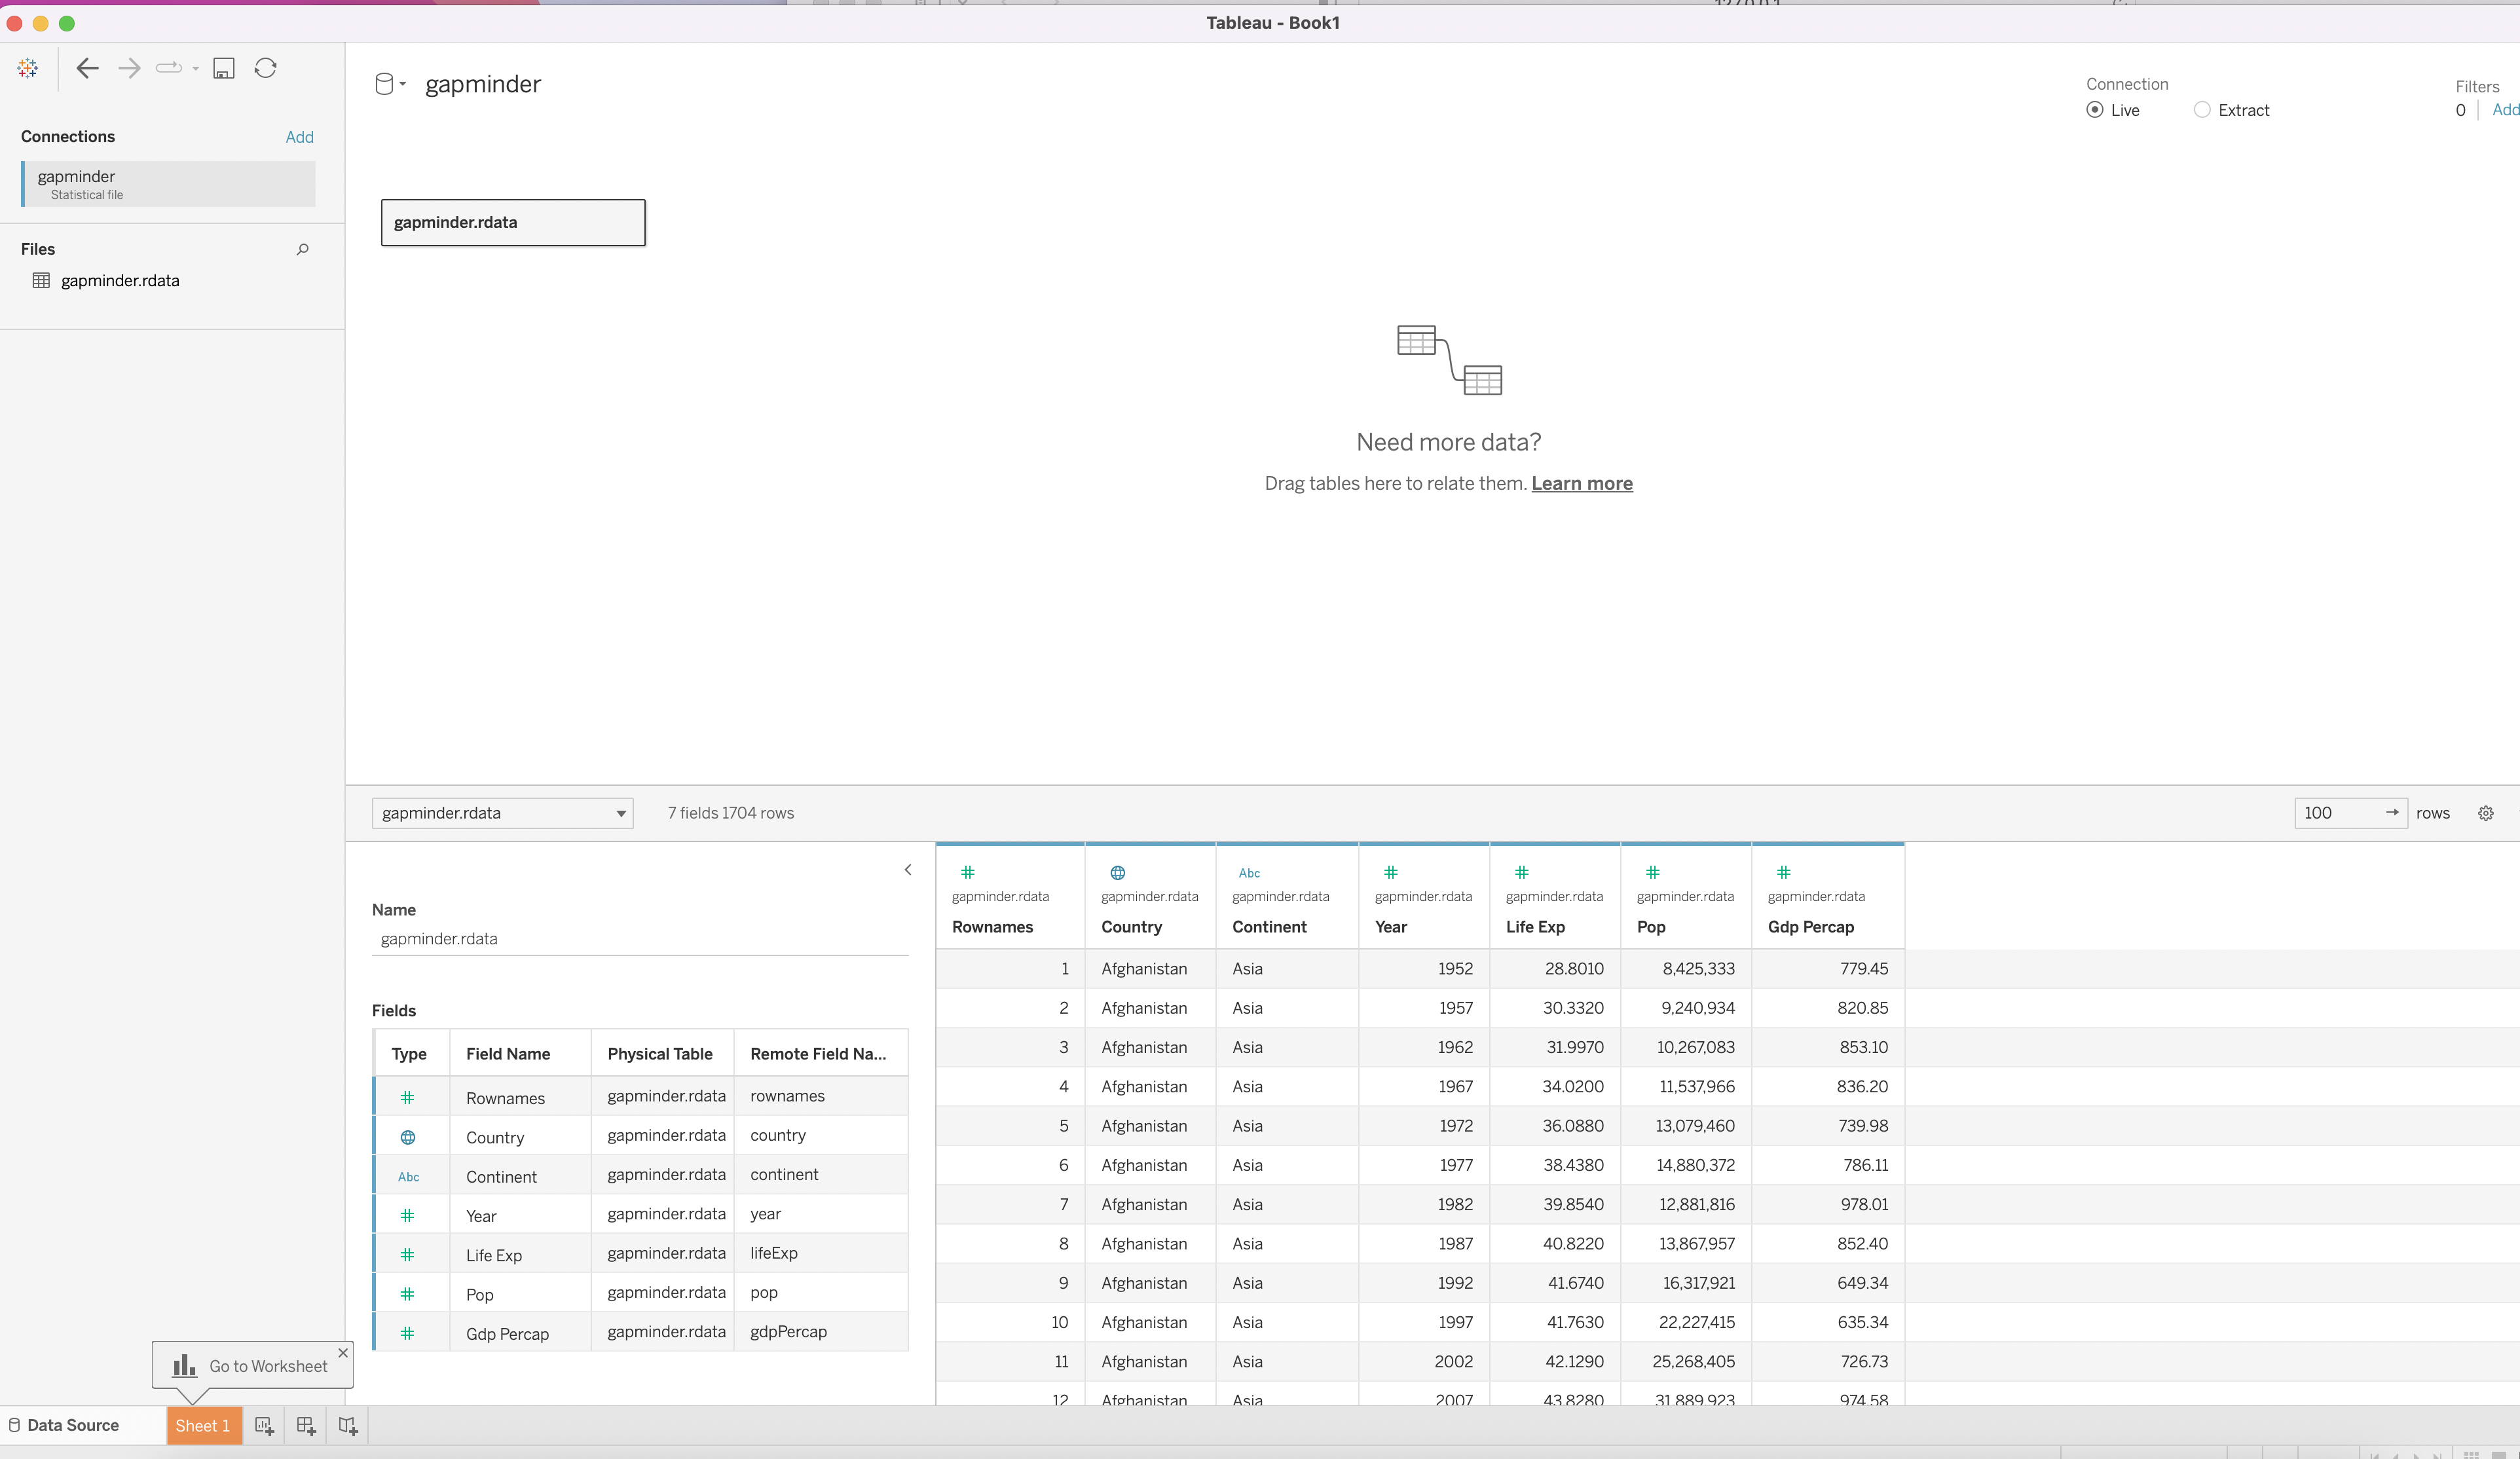 Tableau - Book1
gapminder
Connection
Live
Extract
Filters
0
Add
Connections
Add
gapminder
Statistical file
Files
gapminder.rdata
gapminder.rdata
Need more data?
Drag tables here to relate them. Learn more
gapminder.rdata
7 fields 1704 rows
100
rows
Name
gapminder.rdata
Fields
Type Field Name Physical Table Remote Field Na...
Rownames gapminder.rdata rownames
Country gapminder.rdata country
Abc Continent gapminder.rdata continent
Year gapminder.rdata year
Life Exp gapminder.rdata lifeExp
Pop gapminder.rdata pop
Gdp Percap gapminder.rdata gdpPercap
Abc
gapminder.rdata gapminder.rdata gapminder.rdata gapminder.rdata gapminder.rdata gapminder.rdata gapminder.rdata
Rownames Country Continent Year Life Exp Pop Gdp Percap
1 Afghanistan Asia 1952 28.8010 8,425,333 779.45
2 Afghanistan Asia 1957 30.3320 9,240,934 820.85
3 Afghanistan Asia 1962 31.9970 10,267,083 853.10
4 Afghanistan Asia 1967 34.0200 11,537,966 836.20
5 Afghanistan Asia 1972 36.0880 13,079,460 739.98
6 Afghanistan Asia 1977 38.4380 14,880,372 786.11
7 Afghanistan Asia 1982 39.8540 12,881,816 978.01
8 Afghanistan Asia 1987 40.8220 13,867,957 852.40
9 Afghanistan Asia 1992 41.6740 16,317,921 649.34
10 Afghanistan Asia 1997 41.7630 22,227,415 635.34
11 Afghanistan Asia 2002 42.1290 25,268,405 726.73
12 Afghanistan Asia 2007 43.8280 31,889,923 974.58
Go to Worksheet
Data Source
Sheet 1